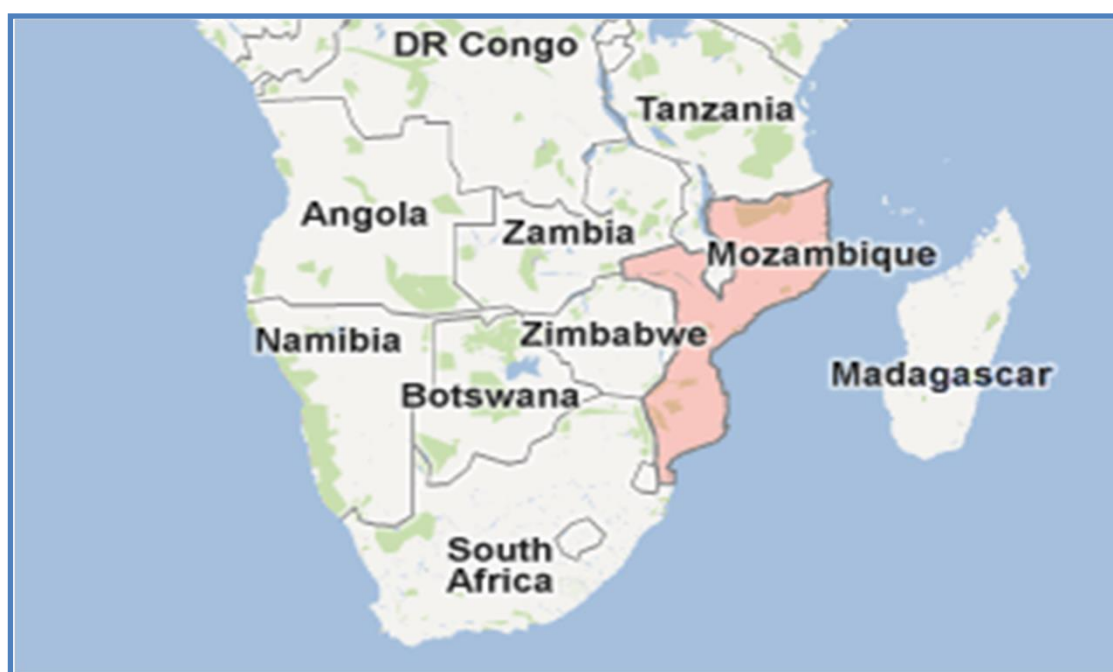 DR Congo
Tanzania
Angola
Zambia
Mozambique
Zimbabwe
Namibia
Madagascar
Botswana
South
Africa